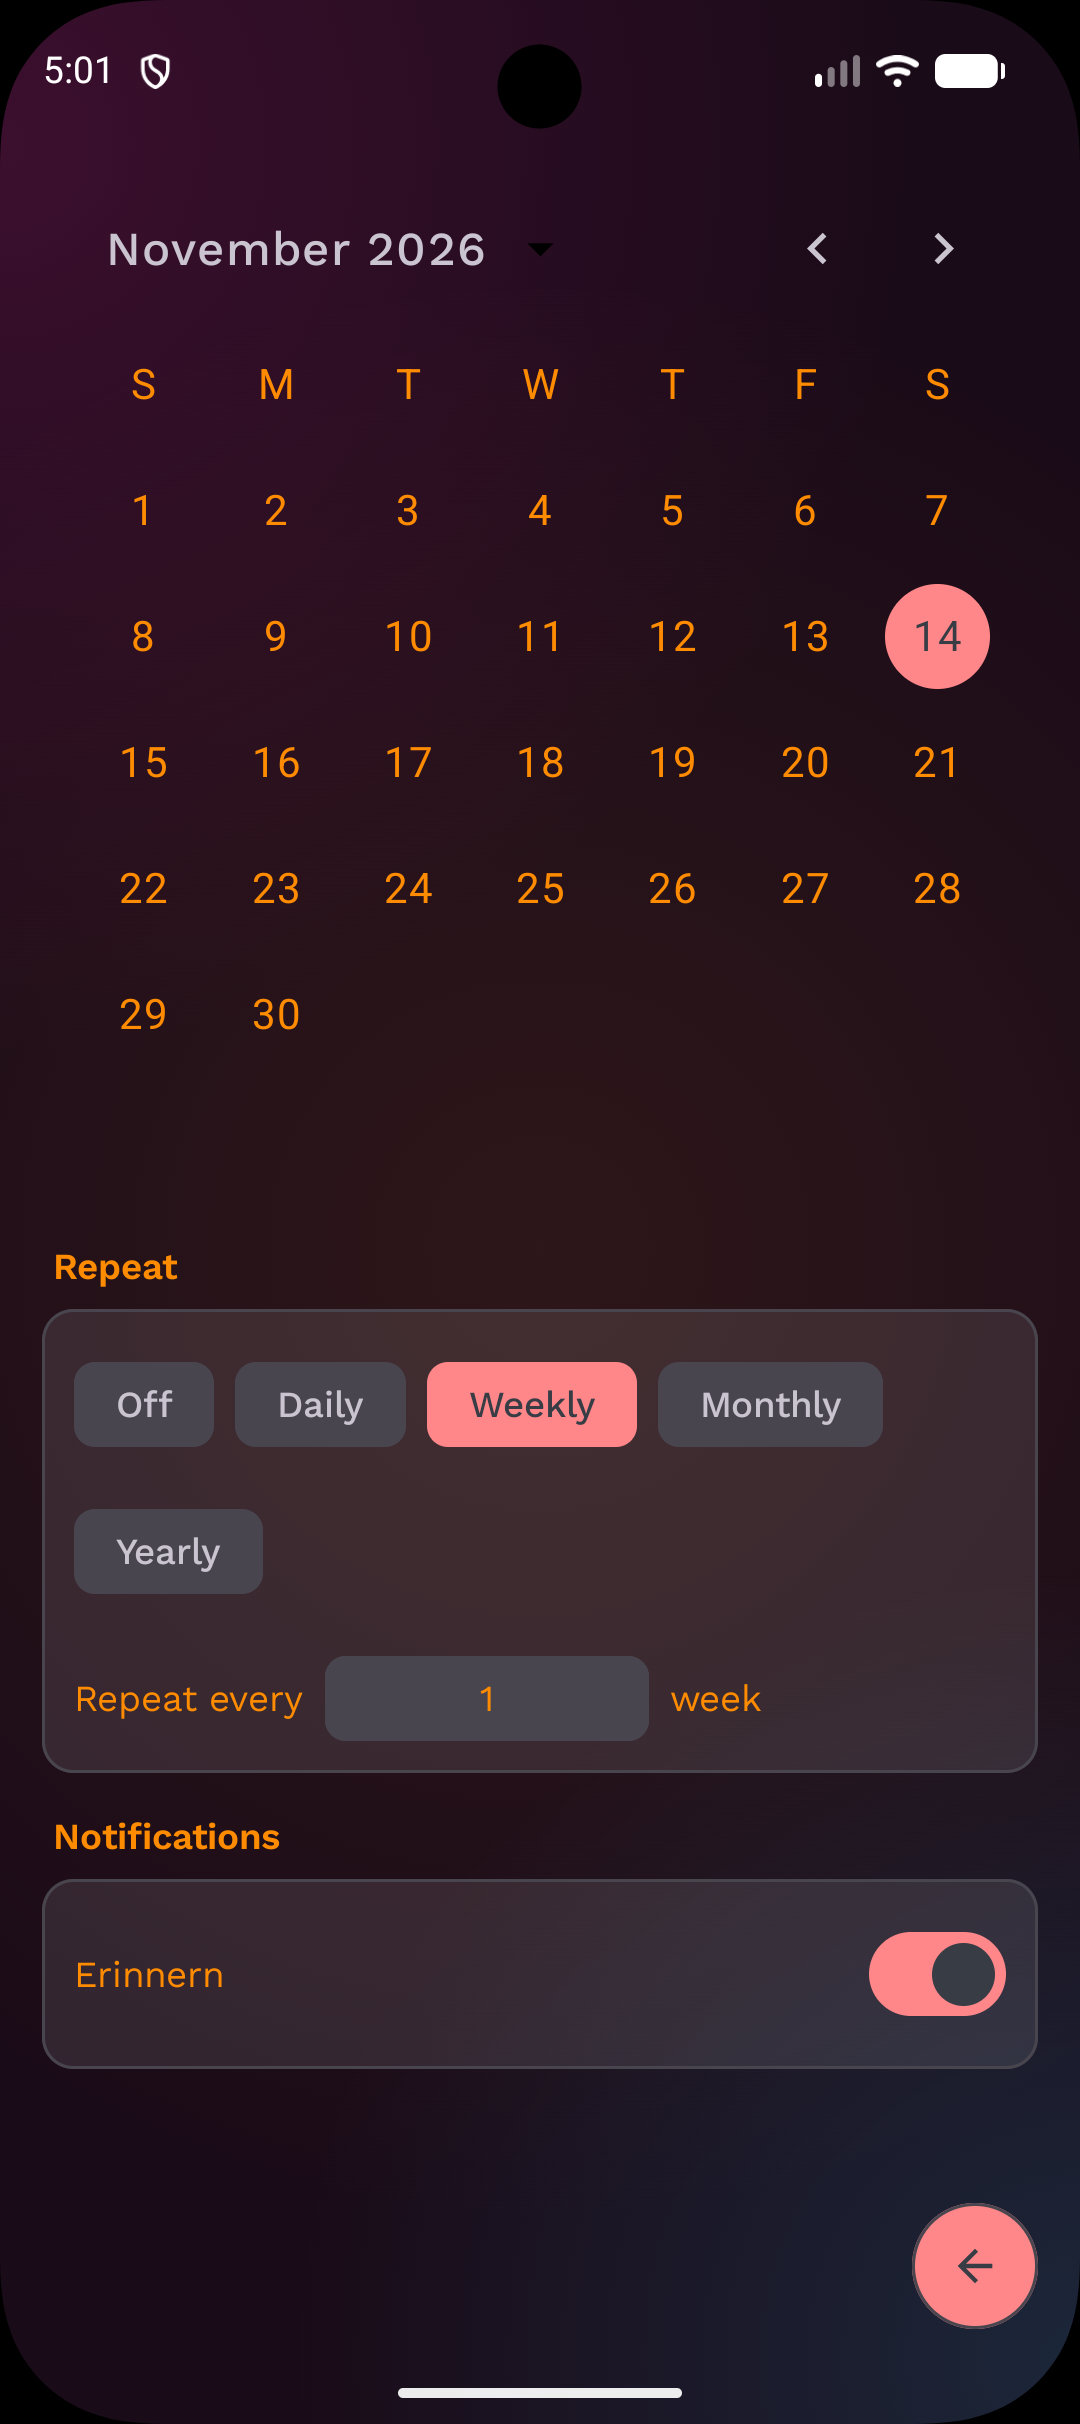 5:01
November 2026
S M T W T F S
1 2 3 4 5 6 7
8 9 10 11 12 13 14
15 16 17 18 19 20 21
22 23 24 25 26 27 28
29 30
Repeat
Off Daily Weekly Monthly
Yearly
Repeat every 1 week
Notifications
Erinnern